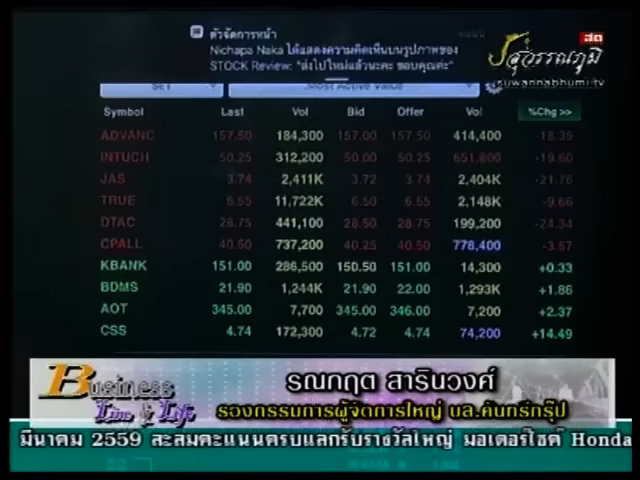 ตัวจัดการหน้า
Nichapa Naka ได้แสดงความคิดเห็นบนรูปภาพของ
STOCK Review: "ส่งไปใหม่แล้วนะคะ ขอบคุณค่ะ"
สด
สุวรรณภูมิ
suwannabhumi.tv
SET Most Active Value
Symbol Last Vol Bid Offer Vol %Chg >>
ADVANC 157.50 184,300 157.00 157.50 414,400 -18.39
INTUCH 50.25 312,200 50.00 50.25 651,800 -19.60
JAS 3.74 2,411K 3.72 3.74 2,404K -21.76
TRUE 6.55 11,722K 6.50 6.55 2,148K -9.66
DTAC 28.75 441,100 28.50 28.75 199,200 -24.34
CPALL 40.50 737,200 40.25 40.50 778,400 -3.57
KBANK 151.00 286,500 150.50 151.00 14,300 +0.33
BDMS 21.90 1,244K 21.90 22.00 1,293K +1.86
AOT 345.00 7,700 345.00 346.00 7,200 +2.37
CSS 4.74 172,300 4.72 4.74 74,200 +14.49
Business
Line & Life
รณกฤต สารินวงศ์
รองกรรมการผู้จัดการใหญ่ บล.คันทรี่กรุ๊ป
มีนาคม 2559 สะสมคะแนนครบแลกรับรางวัลใหญ่ มอเตอร์ไซค์ Honda